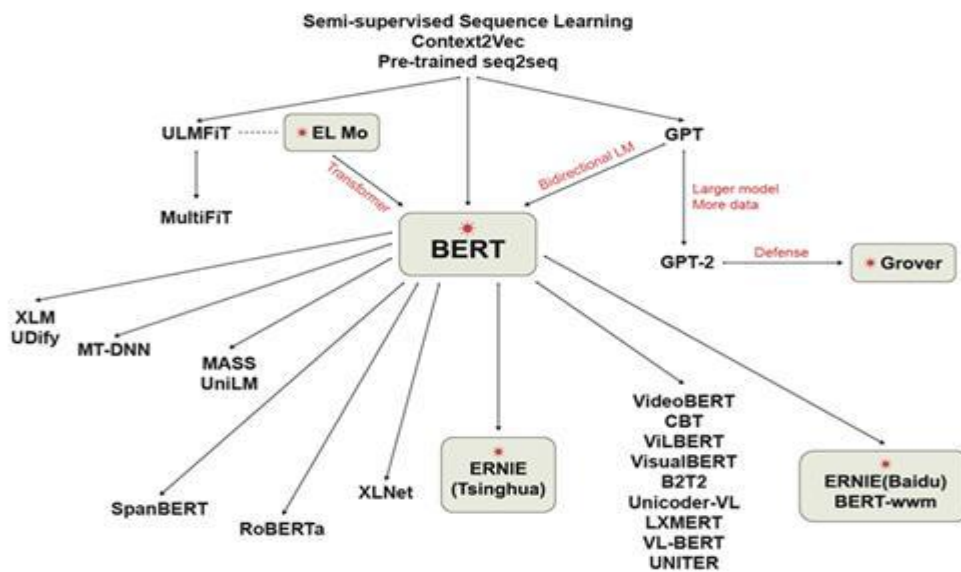 Semi-supervised Sequence Learning
Context2Vec
Pre-trained seq2seq
ULMFiT
EL Mo
GPT
Transformer
Bidirectional LM
Larger model
More data
MultiFiT
BERT
GPT-2
Defense
Grover
XLM
UDify
MT-DNN
MASS
UniLM
SpanBERT
RoBERTa
XLNet
ERNIE
(Tsinghua)
VideoBERT
CBT
ViLBERT
VisualBERT
B2T2
Unicoder-VL
LXMERT
VL-BERT
UNITER
ERNIE(Baidu)
BERT-wwm